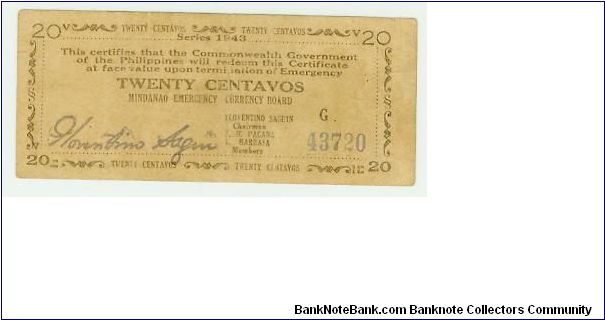 20 TWENTY CENTAVOS TWENTY CENTAVOS 20
Series 1943
This certifies that the Commonwealth Government
of the Philippines will redeem this Certificate
at face value upon termination of Emergency
TWENTY CENTAVOS
MINDANAO EMERGENCY CURRENCY BOARD
FLORENTINO SAGUIN G
Chairman
PACANA
Florentino Saguin BARBASA 43720
Members
20 TWENTY CENTAVOS TWENTY CENTAVOS 20
BankNoteBank.com Banknote Collectors Community